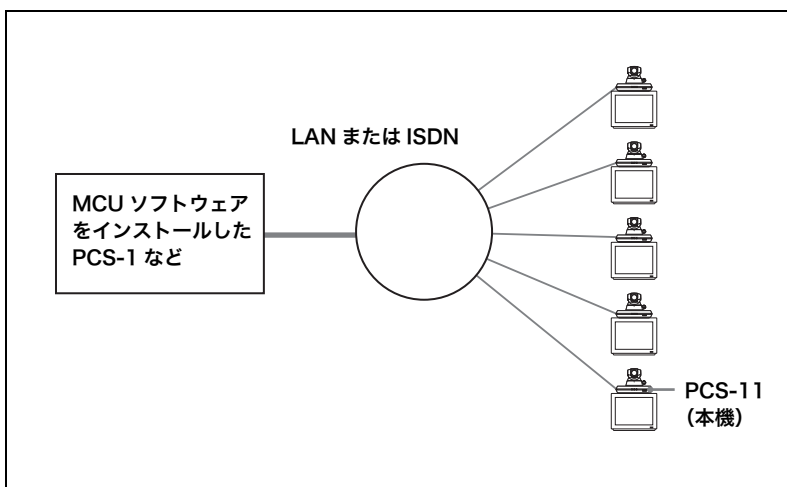 LAN または ISDN
MCU ソフトウェア
をインストールした
PCS-1 など
PCS-11
（本機）